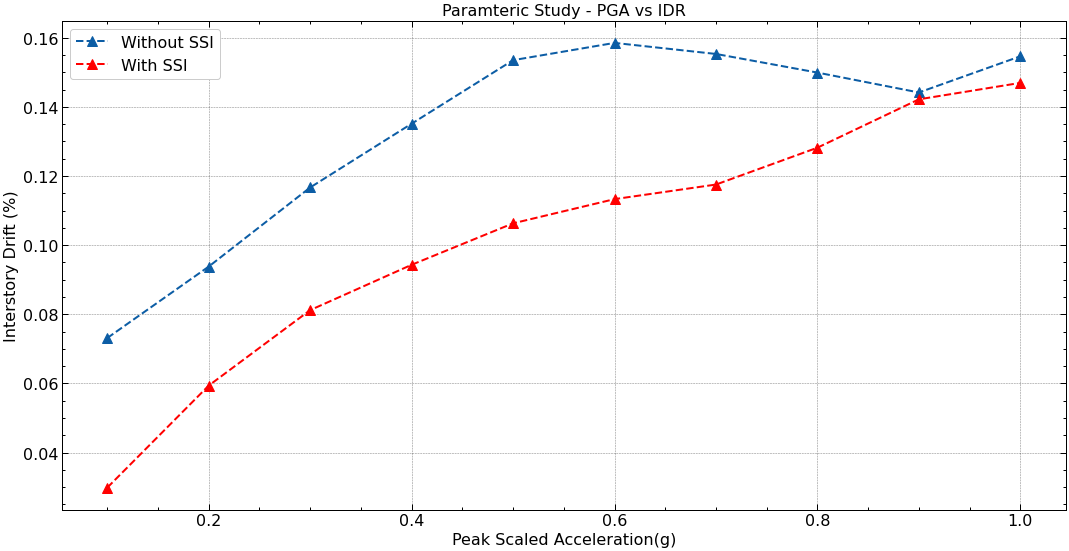 Paramteric Study - PGA vs IDR
Without SSI
With SSI
Interstory Drift (%)
0.16
0.14
0.12
0.10
0.08
0.06
0.04
0.2
0.4
0.6
0.8
1.0
Peak Scaled Acceleration(g)